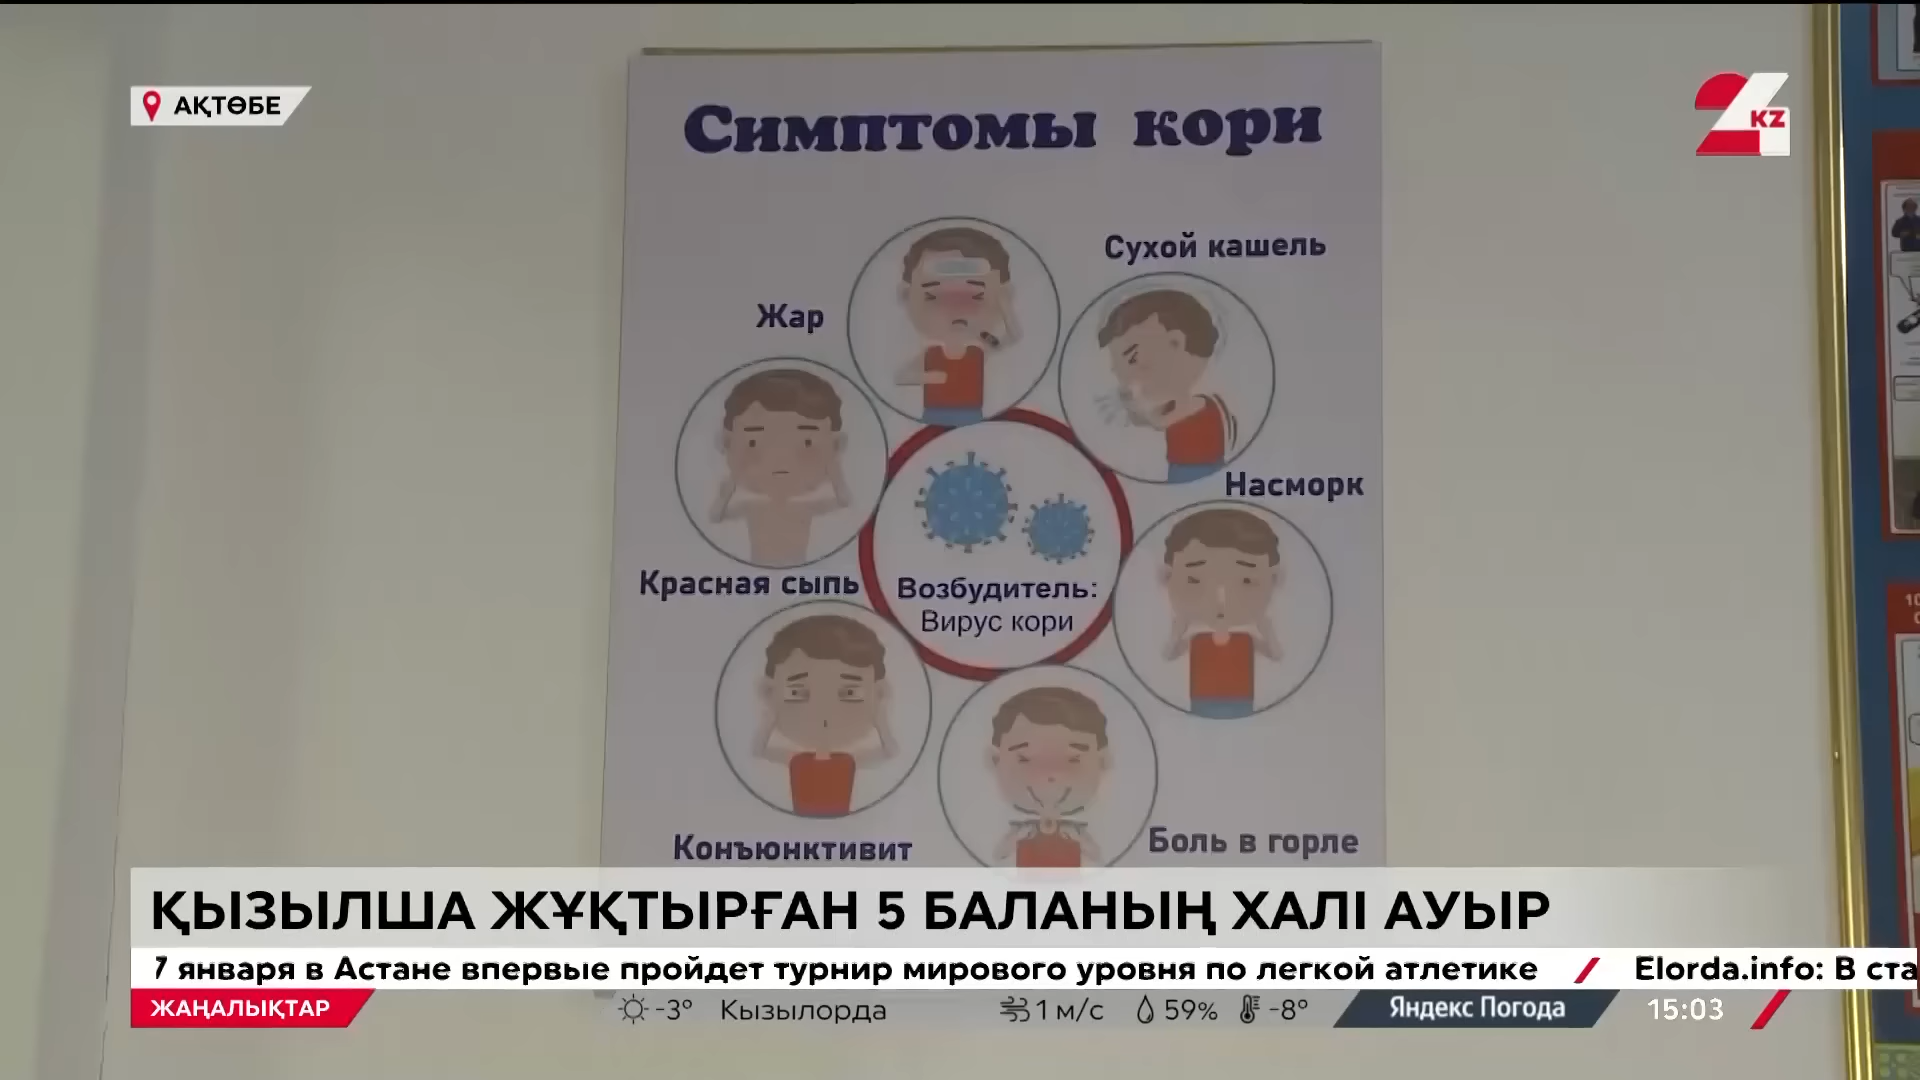 АҚТӨБЕ
24 KZ
Симптомы кори
Сухой кашель
Жар
Насморк
Красная сыпь
Возбудитель:
Вирус кори
Конъюнктивит
Боль в горле
ҚЫЗЫЛША ЖҰҚТЫРҒАН 5 БАЛАНЫҢ ХАЛІ АУЫР
7 января в Астане впервые пройдет турнир мирового уровня по легкой атлетике / Elorda.info: В ста
ЖАҢАЛЫҚТАР
-3° Кызылорда 1 м/с 59% -8° Яндекс Погода 15:03